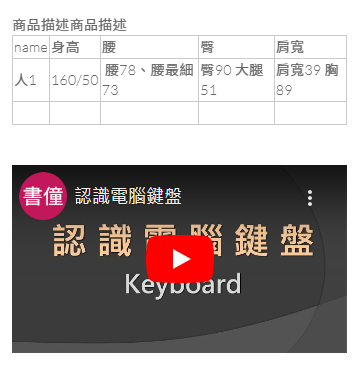 商品描述商品描述
name 身高 腰 臀 肩寬
人1 160/50 腰78、腰最細73 臀90 大腿51 肩寬39 胸89
書僮 認識電腦鍵盤
認識電腦鍵盤
Keyboard